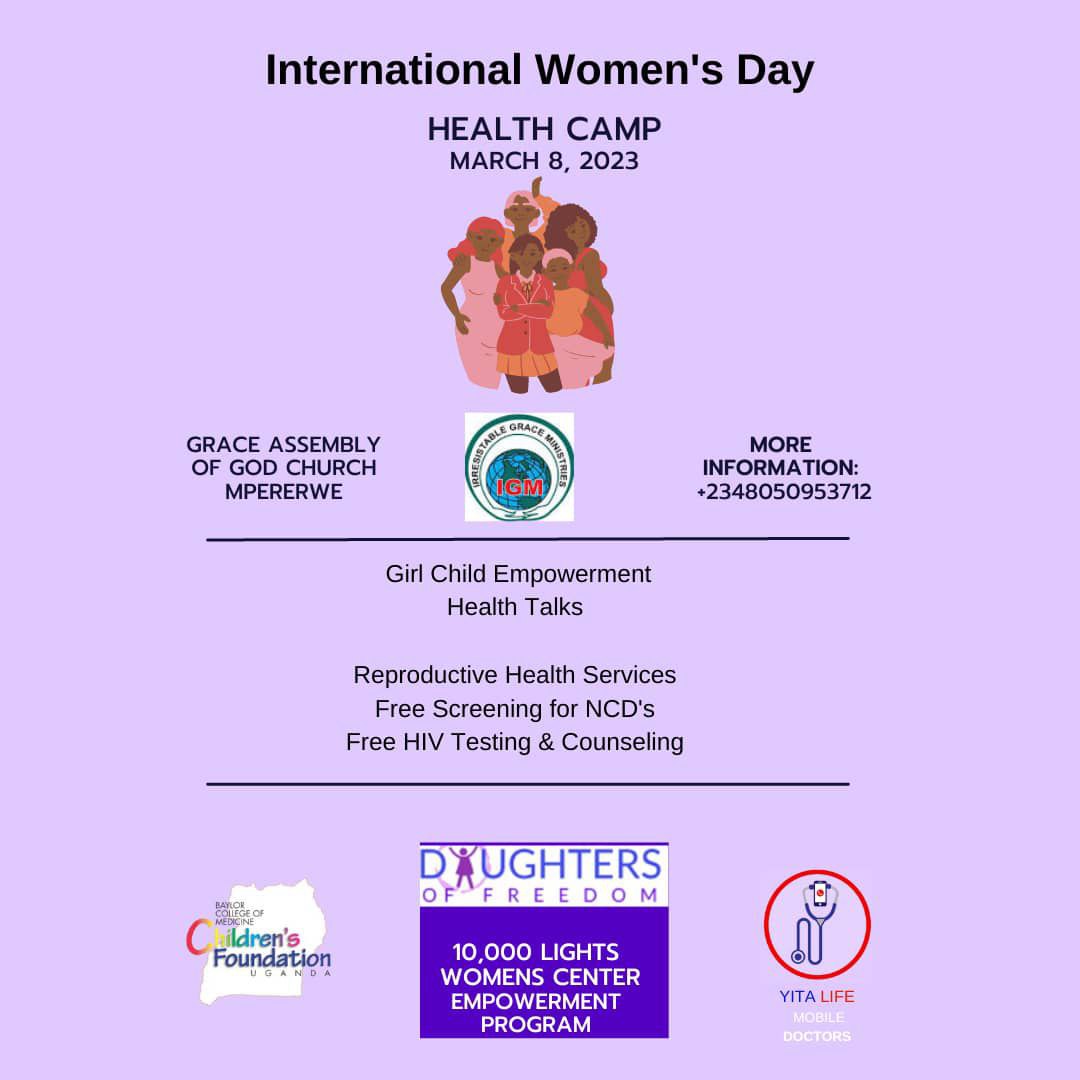 International Women's Day
HEALTH CAMP
MARCH 8, 2023
GRACE ASSEMBLY
OF GOD CHURCH
MPERERWE
IRRESISTABLE GRACE MINISTRIES
IGM
MORE
INFORMATION:
+2348050953712
Girl Child Empowerment
Health Talks
Reproductive Health Services
Free Screening for NCD's
Free HIV Testing & Counseling
BAYLOR
COLLEGE OF
MEDICINE
Children's
Foundation
UGANDA
DAUGHTERS
OF FREEDOM
10,000 LIGHTS
WOMENS CENTER
EMPOWERMENT
PROGRAM
YITA LIFE
MOBILE
DOCTORS